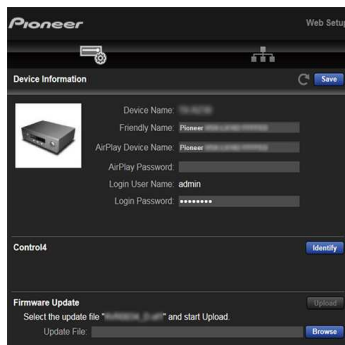 Pioneer
Web Setup
Device Information
Save
Device Name:
Friendly Name: Pioneer
AirPlay Device Name: Pioneer
AirPlay Password:
Login User Name: admin
Login Password: ••••••••
Control4
Identify
Firmware Update
Upload
Select the update file " " and start Upload.
Update File:
Browse